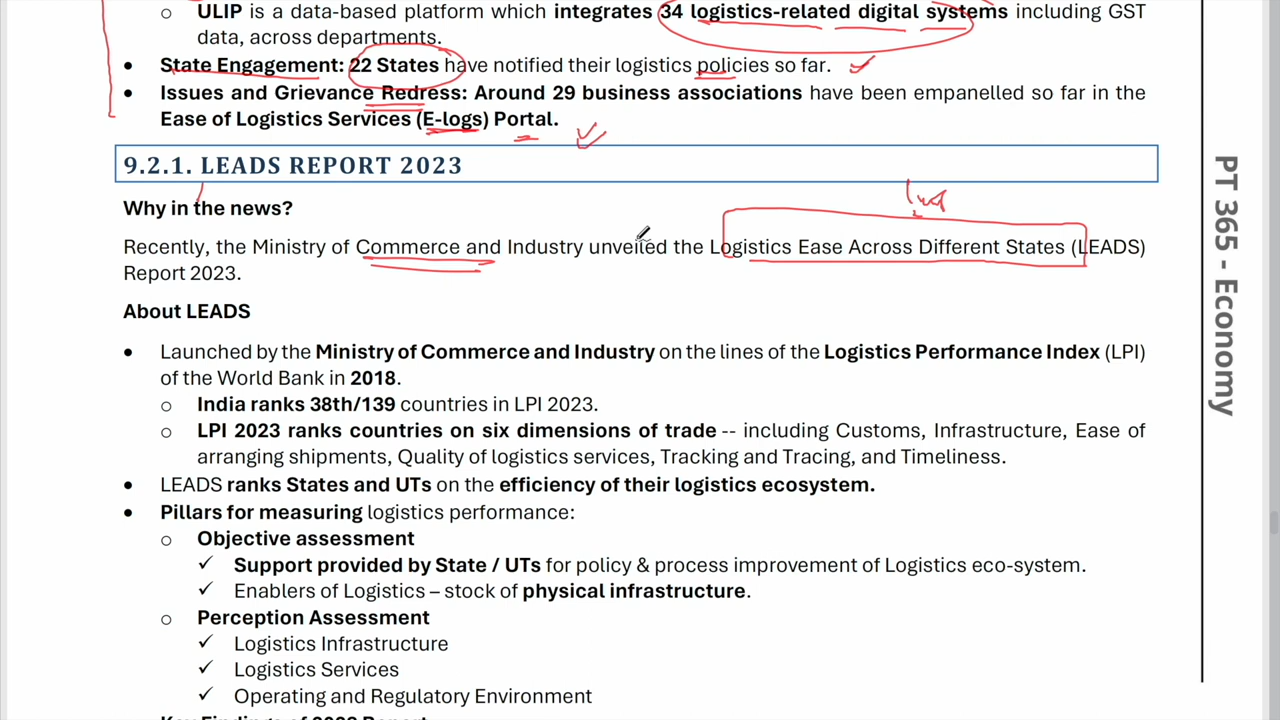 ○ ULIP is a data-based platform which integrates 34 logistics-related digital systems including GST
data, across departments.
• State Engagement: 22 States have notified their logistics policies so far.
• Issues and Grievance Redress: Around 29 business associations have been empanelled so far in the
Ease of Logistics Services (E-logs) Portal.
9.2.1. LEADS REPORT 2023
Why in the news?
Recently, the Ministry of Commerce and Industry unveiled the Logistics Ease Across Different States (LEADS)
Report 2023.
About LEADS
• Launched by the Ministry of Commerce and Industry on the lines of the Logistics Performance Index (LPI)
of the World Bank in 2018.
○ India ranks 38th/139 countries in LPI 2023.
○ LPI 2023 ranks countries on six dimensions of trade -- including Customs, Infrastructure, Ease of
arranging shipments, Quality of logistics services, Tracking and Tracing, and Timeliness.
• LEADS ranks States and UTs on the efficiency of their logistics ecosystem.
• Pillars for measuring logistics performance:
○ Objective assessment
✓ Support provided by State / UTs for policy & process improvement of Logistics eco-system.
✓ Enablers of Logistics – stock of physical infrastructure.
○ Perception Assessment
✓ Logistics Infrastructure
✓ Logistics Services
✓ Operating and Regulatory Environment
PT 365 - Economy